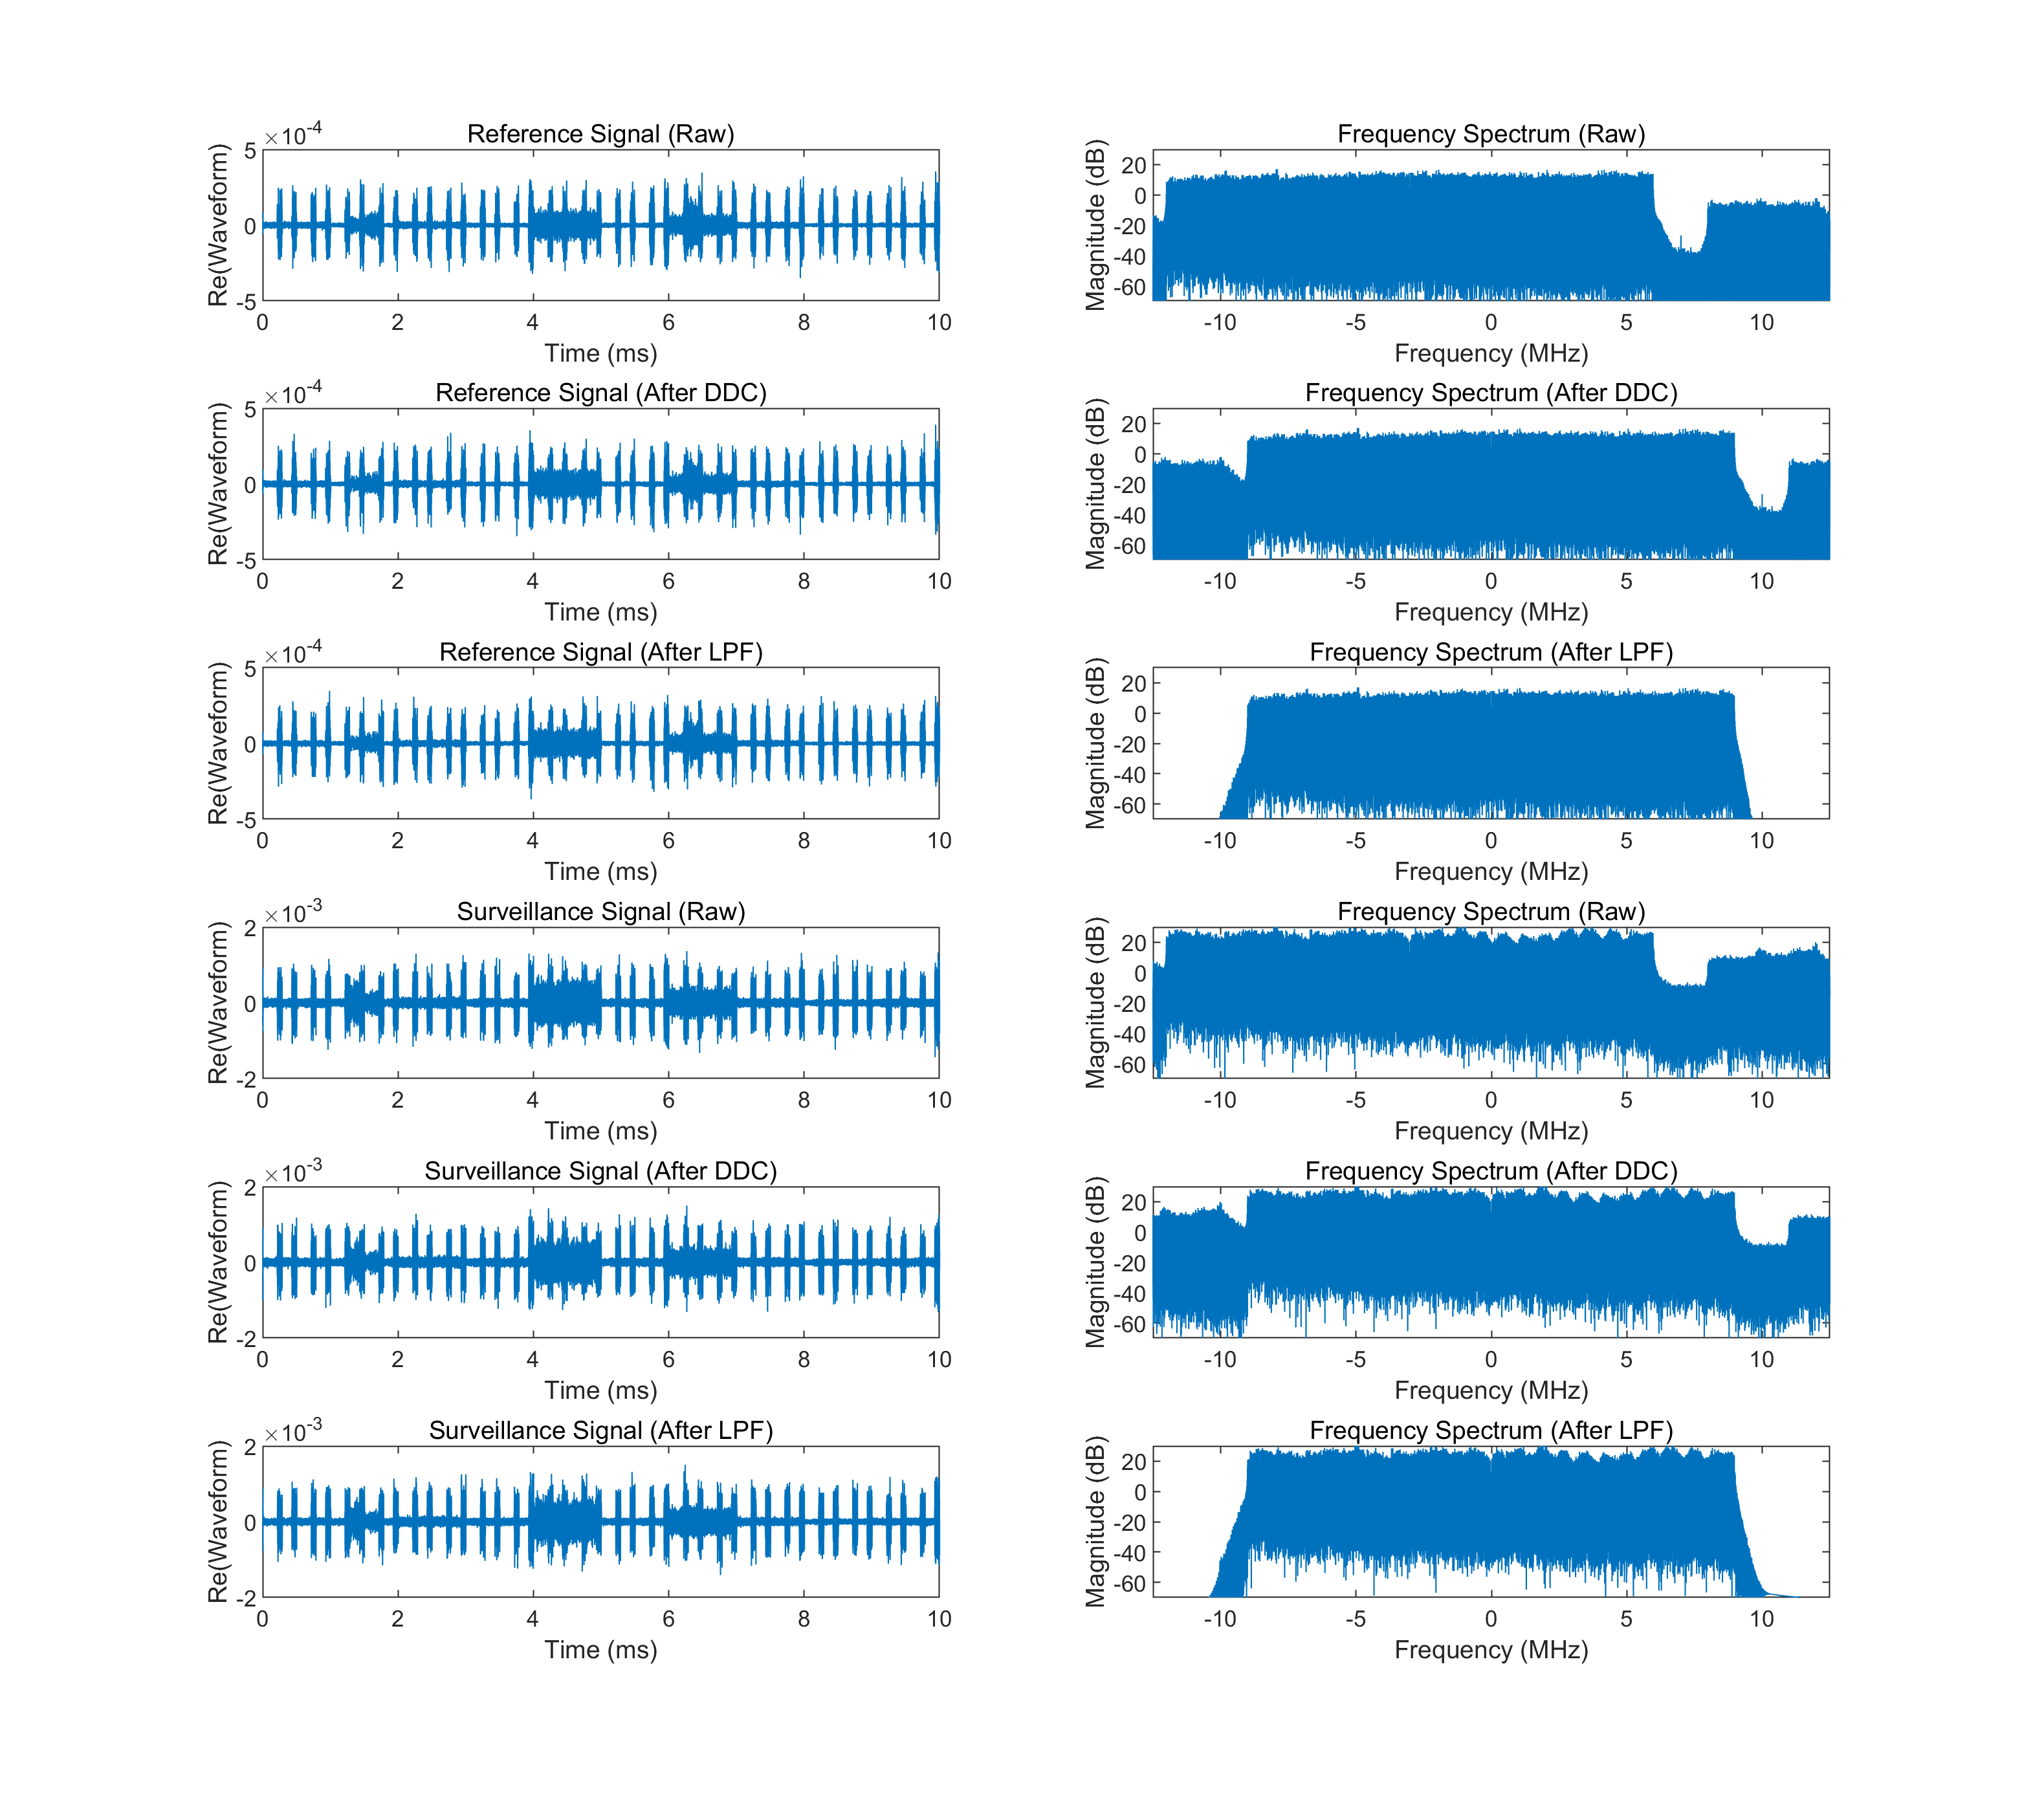 ×10-4
Reference Signal (Raw)
Re(Waveform)
5
0
-5
0 2 4 6 8 10
Time (ms)
Frequency Spectrum (Raw)
Magnitude (dB)
20
0
-20
-40
-60
-10 -5 0 5 10
Frequency (MHz)
×10-4
Reference Signal (After DDC)
Re(Waveform)
5
0
-5
0 2 4 6 8 10
Time (ms)
Frequency Spectrum (After DDC)
Magnitude (dB)
20
0
-20
-40
-60
-10 -5 0 5 10
Frequency (MHz)
×10-4
Reference Signal (After LPF)
Re(Waveform)
5
0
-5
0 2 4 6 8 10
Time (ms)
Frequency Spectrum (After LPF)
Magnitude (dB)
20
0
-20
-40
-60
-10 -5 0 5 10
Frequency (MHz)
×10-3
Surveillance Signal (Raw)
Re(Waveform)
2
0
-2
0 2 4 6 8 10
Time (ms)
Frequency Spectrum (Raw)
Magnitude (dB)
20
0
-20
-40
-60
-10 -5 0 5 10
Frequency (MHz)
×10-3
Surveillance Signal (After DDC)
Re(Waveform)
2
0
-2
0 2 4 6 8 10
Time (ms)
Frequency Spectrum (After DDC)
Magnitude (dB)
20
0
-20
-40
-60
-10 -5 0 5 10
Frequency (MHz)
×10-3
Surveillance Signal (After LPF)
Re(Waveform)
2
0
-2
0 2 4 6 8 10
Time (ms)
Frequency Spectrum (After LPF)
Magnitude (dB)
20
0
-20
-40
-60
-10 -5 0 5 10
Frequency (MHz)